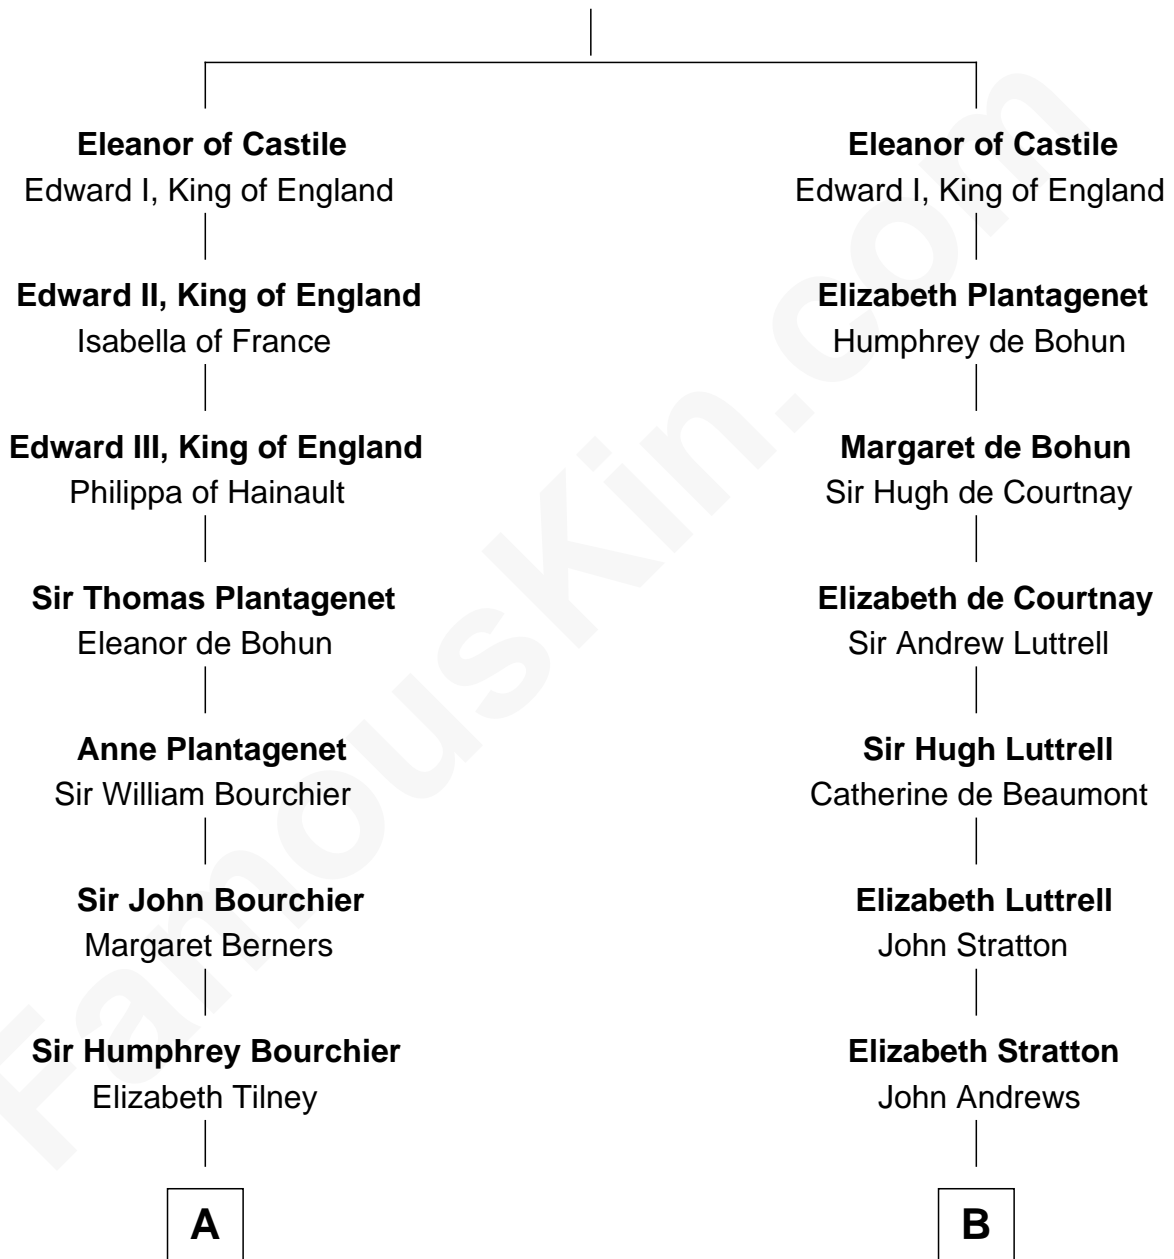 Eleanor of Castile
Edward I, King of England
Edward II, King of England
Isabella of France
Edward III, King of England
Philippa of Hainault
Sir Thomas Plantagenet
Eleanor de Bohun
Anne Plantagenet
Sir William Bourchier
Sir John Bourchier
Margaret Berners
Sir Humphrey Bourchier
Elizabeth Tilney
A
Eleanor of Castile
Edward I, King of England
Elizabeth Plantagenet
Humphrey de Bohun
Margaret de Bohun
Sir Hugh de Courtnay
Elizabeth de Courtnay
Sir Andrew Luttrell
Sir Hugh Luttrell
Catherine de Beaumont
Elizabeth Luttrell
John Stratton
Elizabeth Stratton
John Andrews
B
FamousKin.com